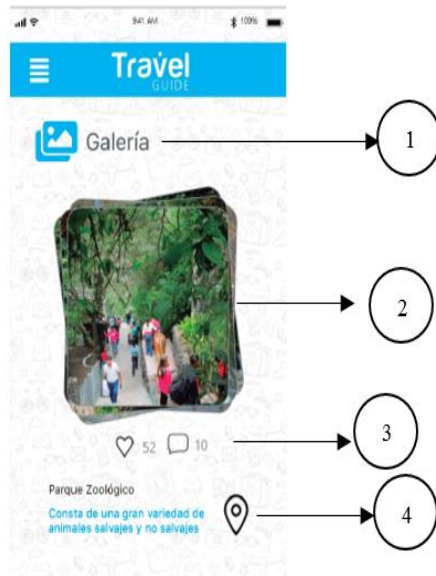 9:41 AM 100%
Travel
GUIDE
Galería
1
2
52 10
3
Parque Zoológico
Consta de una gran variedad de
animales salvajes y no salvajes
4